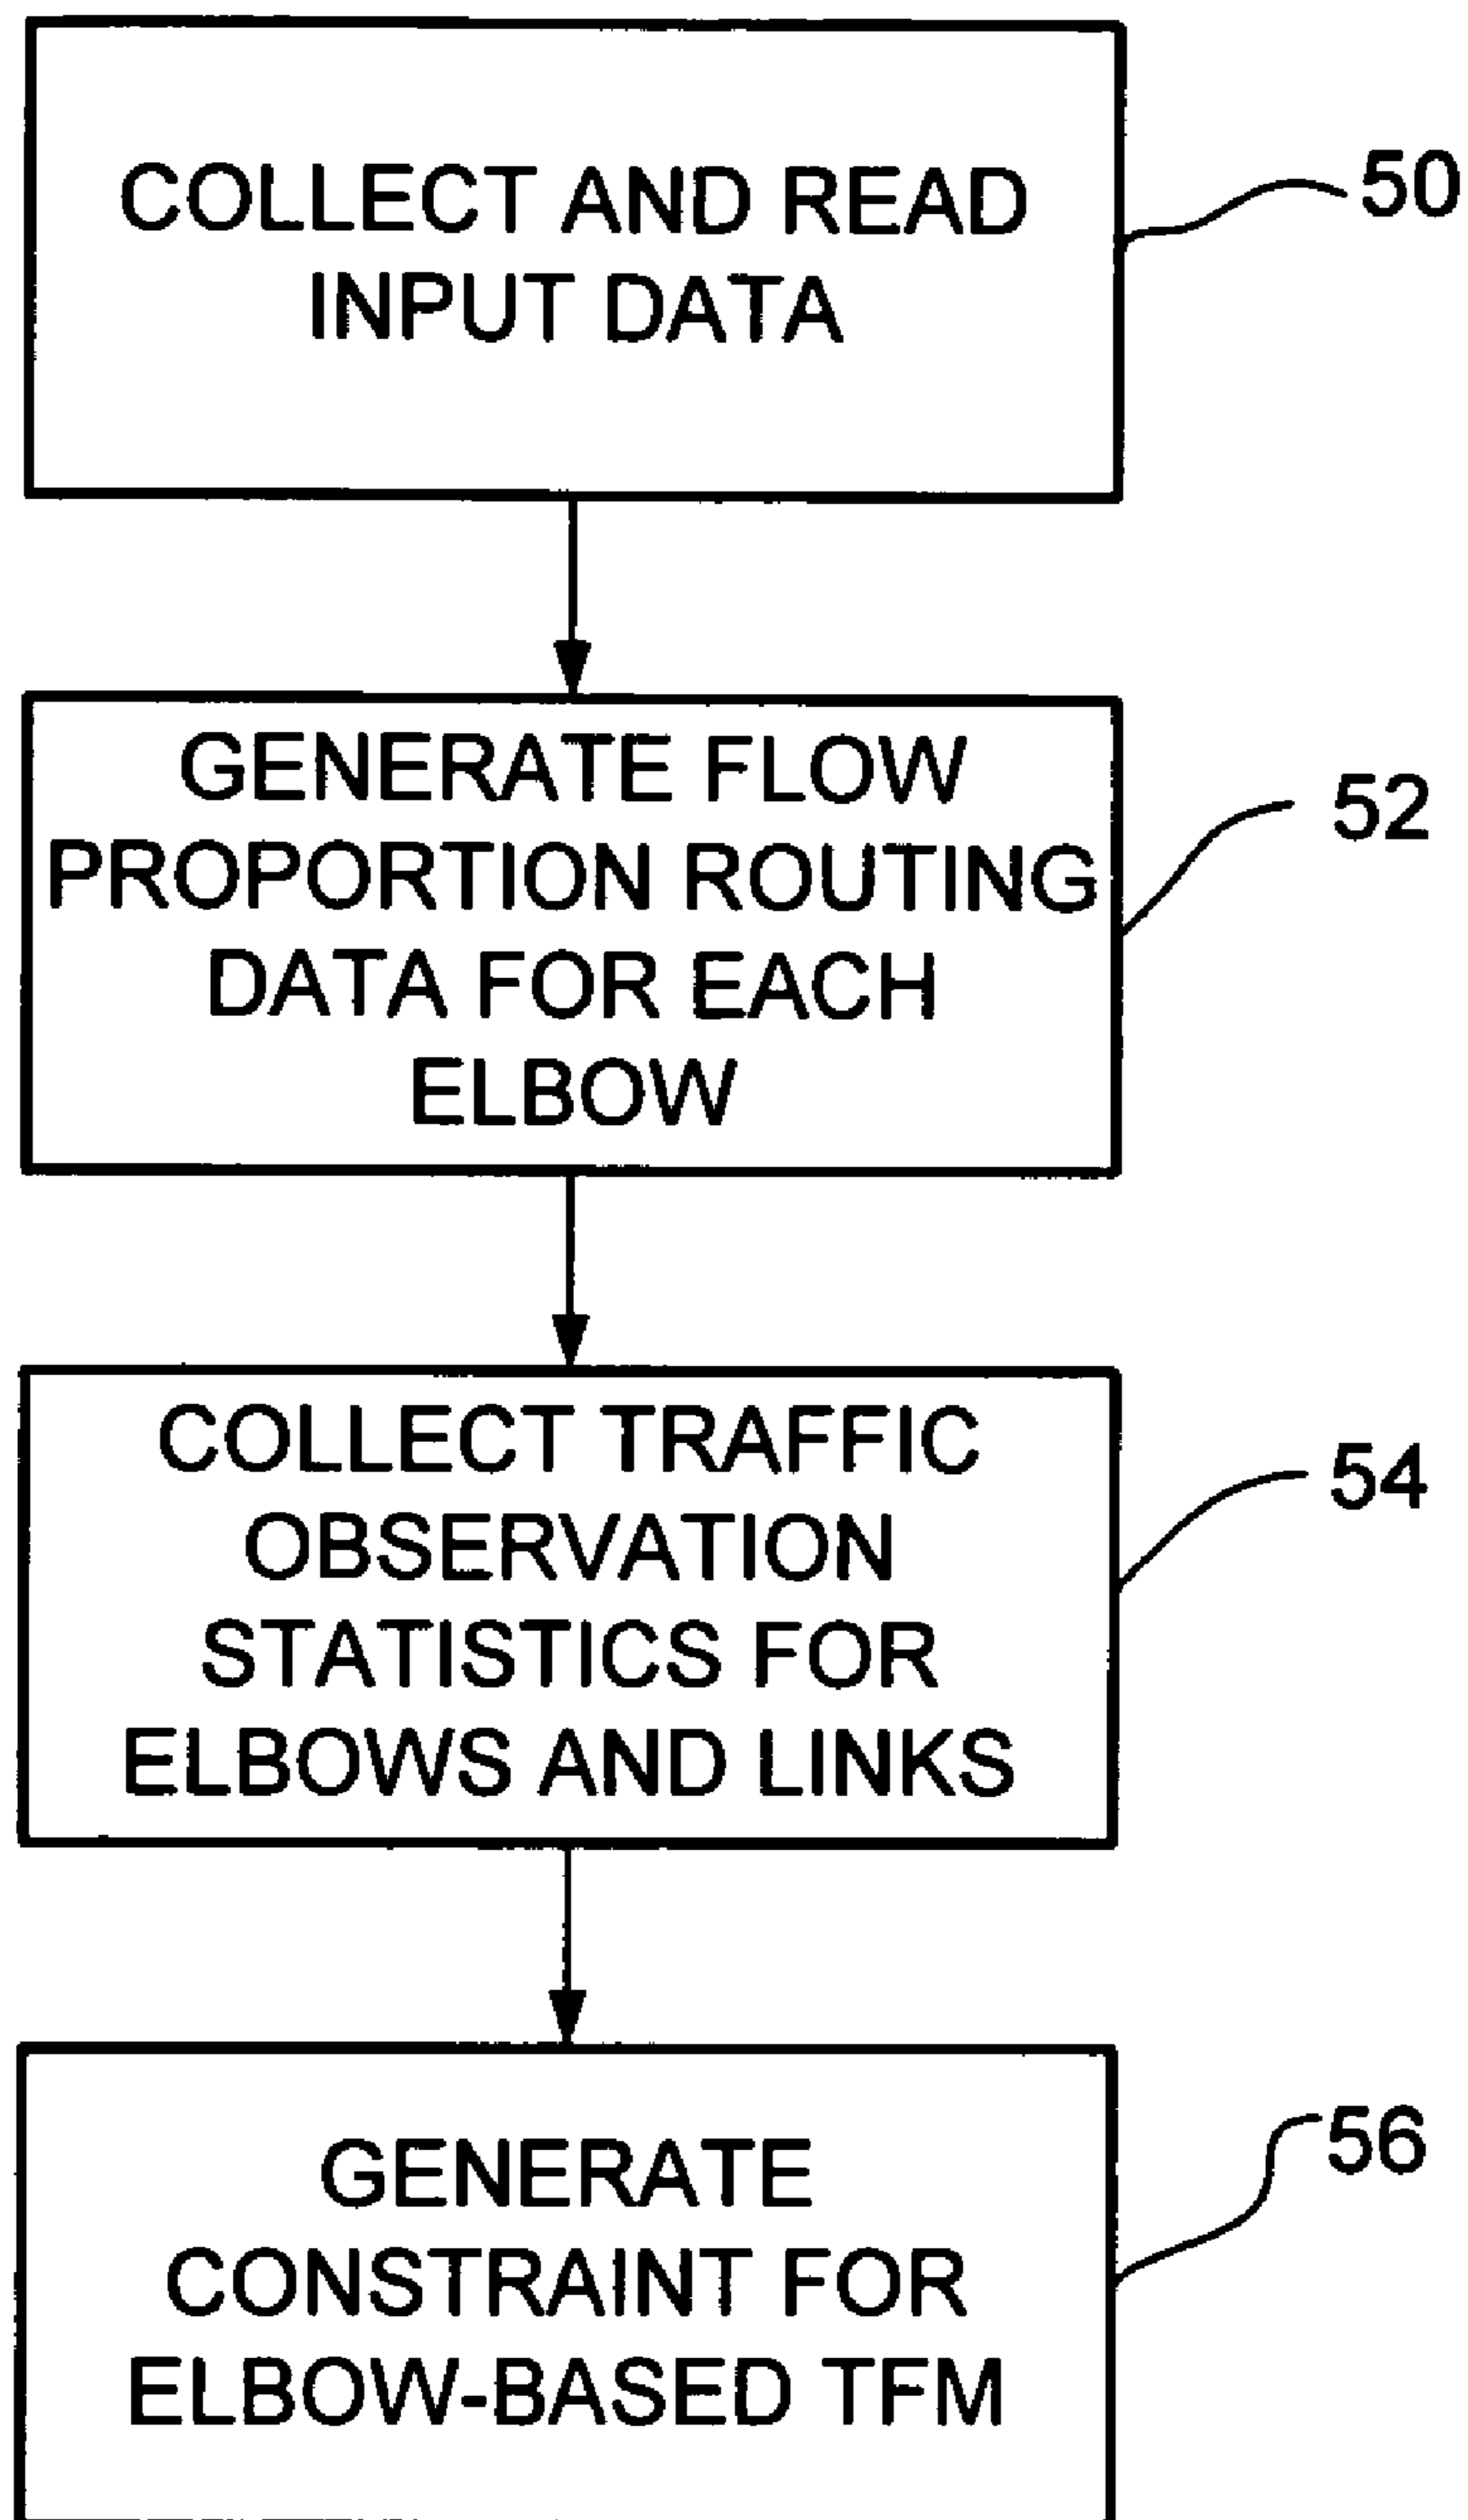 COLLECT AND READ
INPUT DATA
50
GENERATE FLOW
PROPORTION ROUTING
DATA FOR EACH
ELBOW
52
COLLECT TRAFFIC
OBSERVATION
STATISTICS FOR
ELBOWS AND LINKS
54
GENERATE
CONSTRAINT FOR
ELBOW-BASED TFM
56